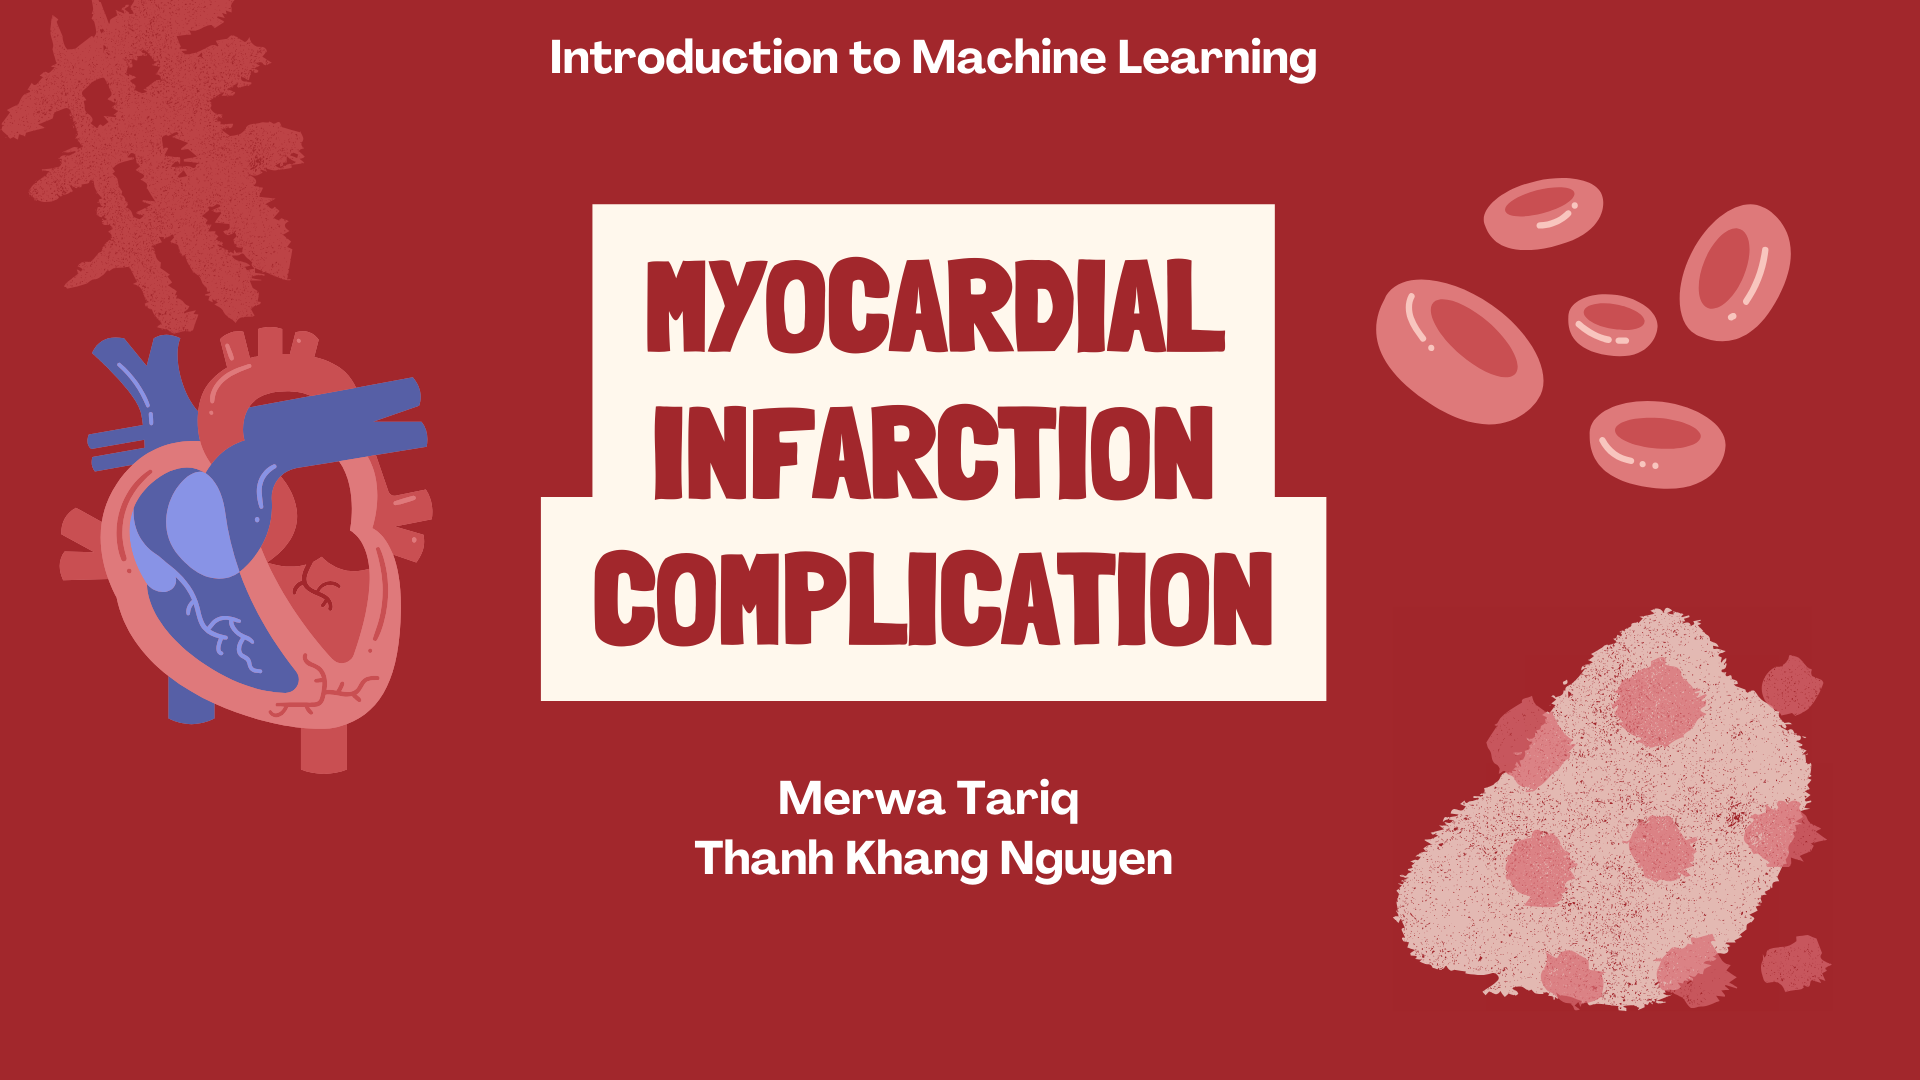 Introduction to Machine Learning
MYOCARDIAL
INFARCTION
COMPLICATION
Merwa Tariq
Thanh Khang Nguyen